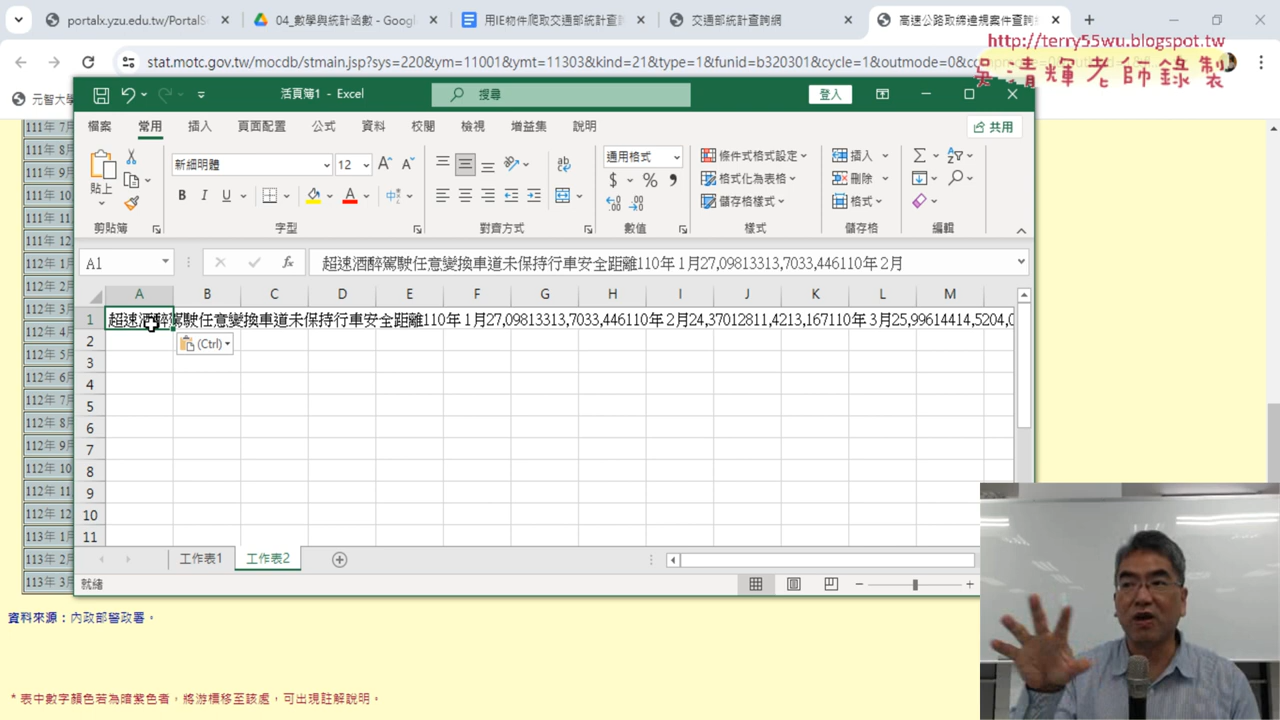 portalx.yzu.edu.tw/PortalS
04_數學與統計函數 - Googl
用IE物件爬取交通部統計查詢
交通部統計查詢網
高速公路取締違規案件查詢網
http://terry55wu.blogspot.tw
stat.motc.gov.tw/mocdb/stmain.jsp?sys=220&ym=11001&ymt=11303&kind=21&type=1&funid=b320301&cycle=1&outmode=0&co
吳清輝老師錄製
元智大學
活頁簿1 - Excel
搜尋
登入
檔案 常用 插入 頁面配置 公式 資料 校閱 檢視 增益集 說明
共用
貼上
新細明體 12
B I U
通用格式
$ %
條件式格式設定
格式化為表格
儲存格樣式
插入
刪除
格式
剪貼簿 字型 對齊方式 數值 樣式 儲存格 編輯
A1
fx
超速酒醉駕駛任意變換車道未保持行車安全距離110年 1月27,09813313,7033,446110年 2月
A B C D E F G H I J K L M
1 超速酒醉駕駛任意變換車道未保持行車安全距離110年 1月27,09813313,7033,446110年 2月24,37012811,4213,167110年 3月25,99614414,5204,0
(Ctrl)
2
3
4
5
6
7
8
9
10
11
工作表1 工作表2
就緒
111年 7月
111年 8月
111年 9月
111年 10
111年 11
111年 12
112年 1月
112年 2月
112年 3月
112年 4月
112年 5月
112年 6月
112年 7月
112年 8月
112年 9月
112年 10
112年 11
112年 12
113年 1月
113年 2月
113年 3月
資料來源：內政部警政署。
* 表中數字顏色若為暗紫色者，將游標移至該處，可出現註解說明。